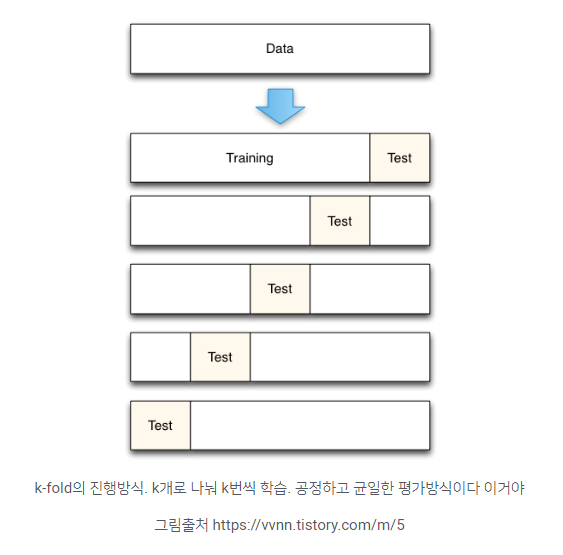 Data
Training
Test
Test
Test
Test
Test
k-fold의 진행방식. k개로 나눠 k번씩 학습. 공정하고 균일한 평가방식이다 이거야
그림출처 https://vvnn.tistory.com/m/5